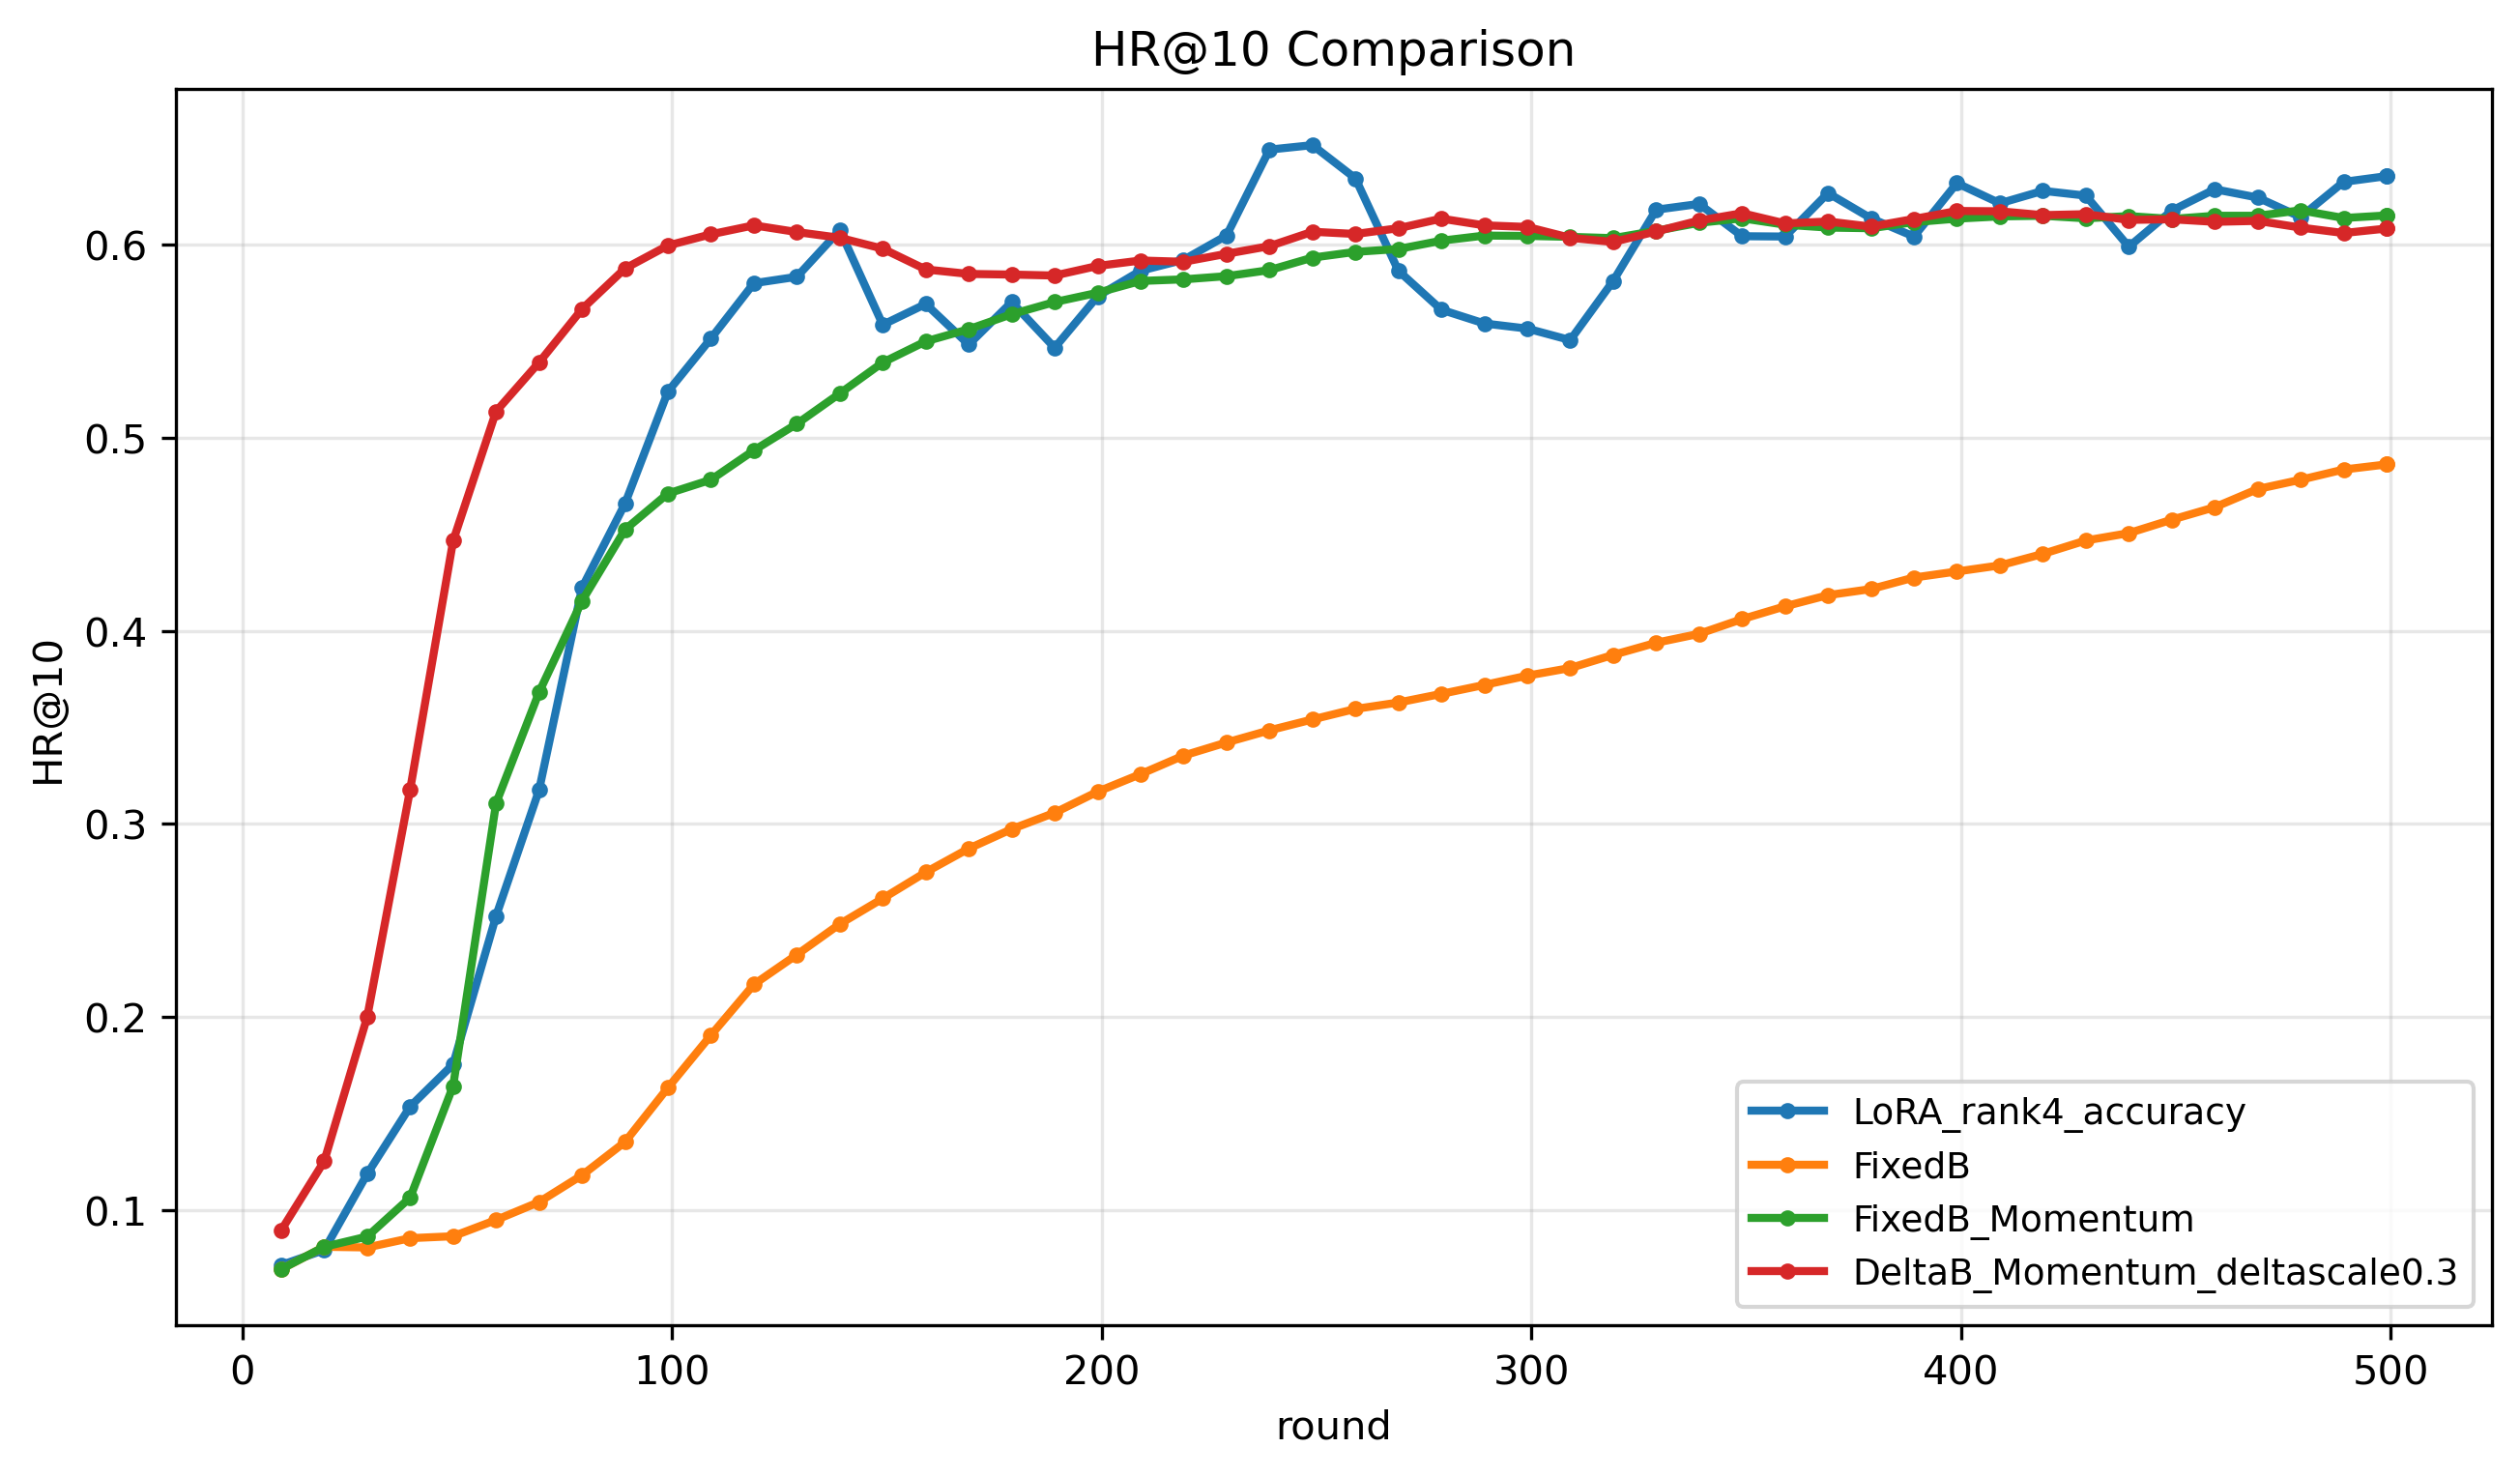 HR@10 Comparison
HR@10
0.6
0.5
0.4
0.3
0.2
0.1
0 100 200 300 400 500
round
LoRA_rank4_accuracy
FixedB
FixedB_Momentum
DeltaB_Momentum_deltascale0.3